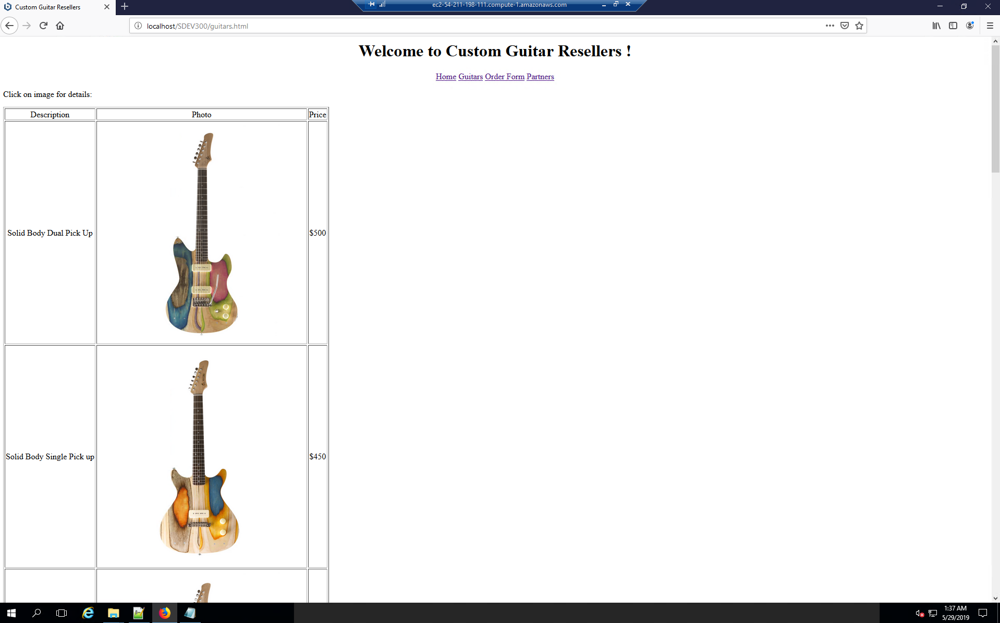 Custom Guitar Resellers
ec2-54-211-198-111.compute-1.amazonaws.com
localhost/SDEV300/guitars.html
Welcome to Custom Guitar Resellers !
Home Guitars Order Form Partners
Click on image for details:
Description Photo Price
Solid Body Dual Pick Up $500
Solid Body Single Pick up $450
1:37 AM
5/29/2019